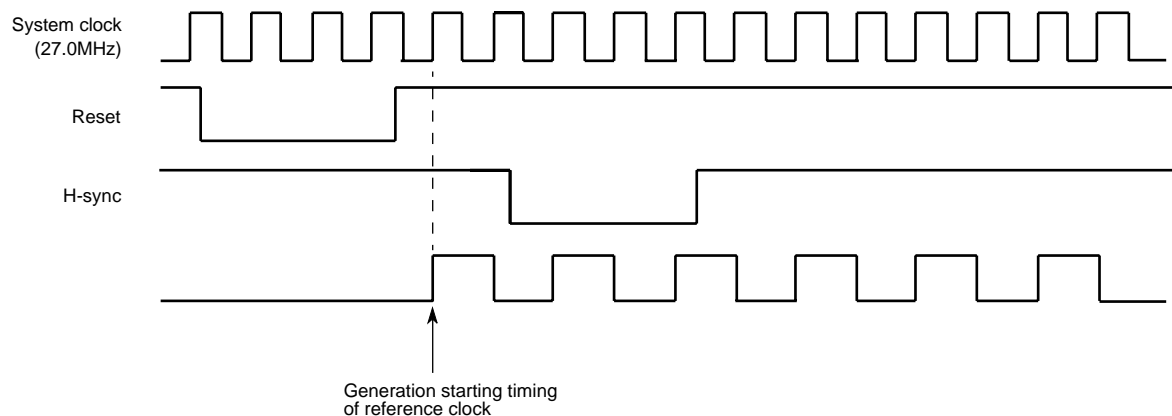 System clock
(27.0MHz)
Reset
H-sync
Generation starting timing
of reference clock